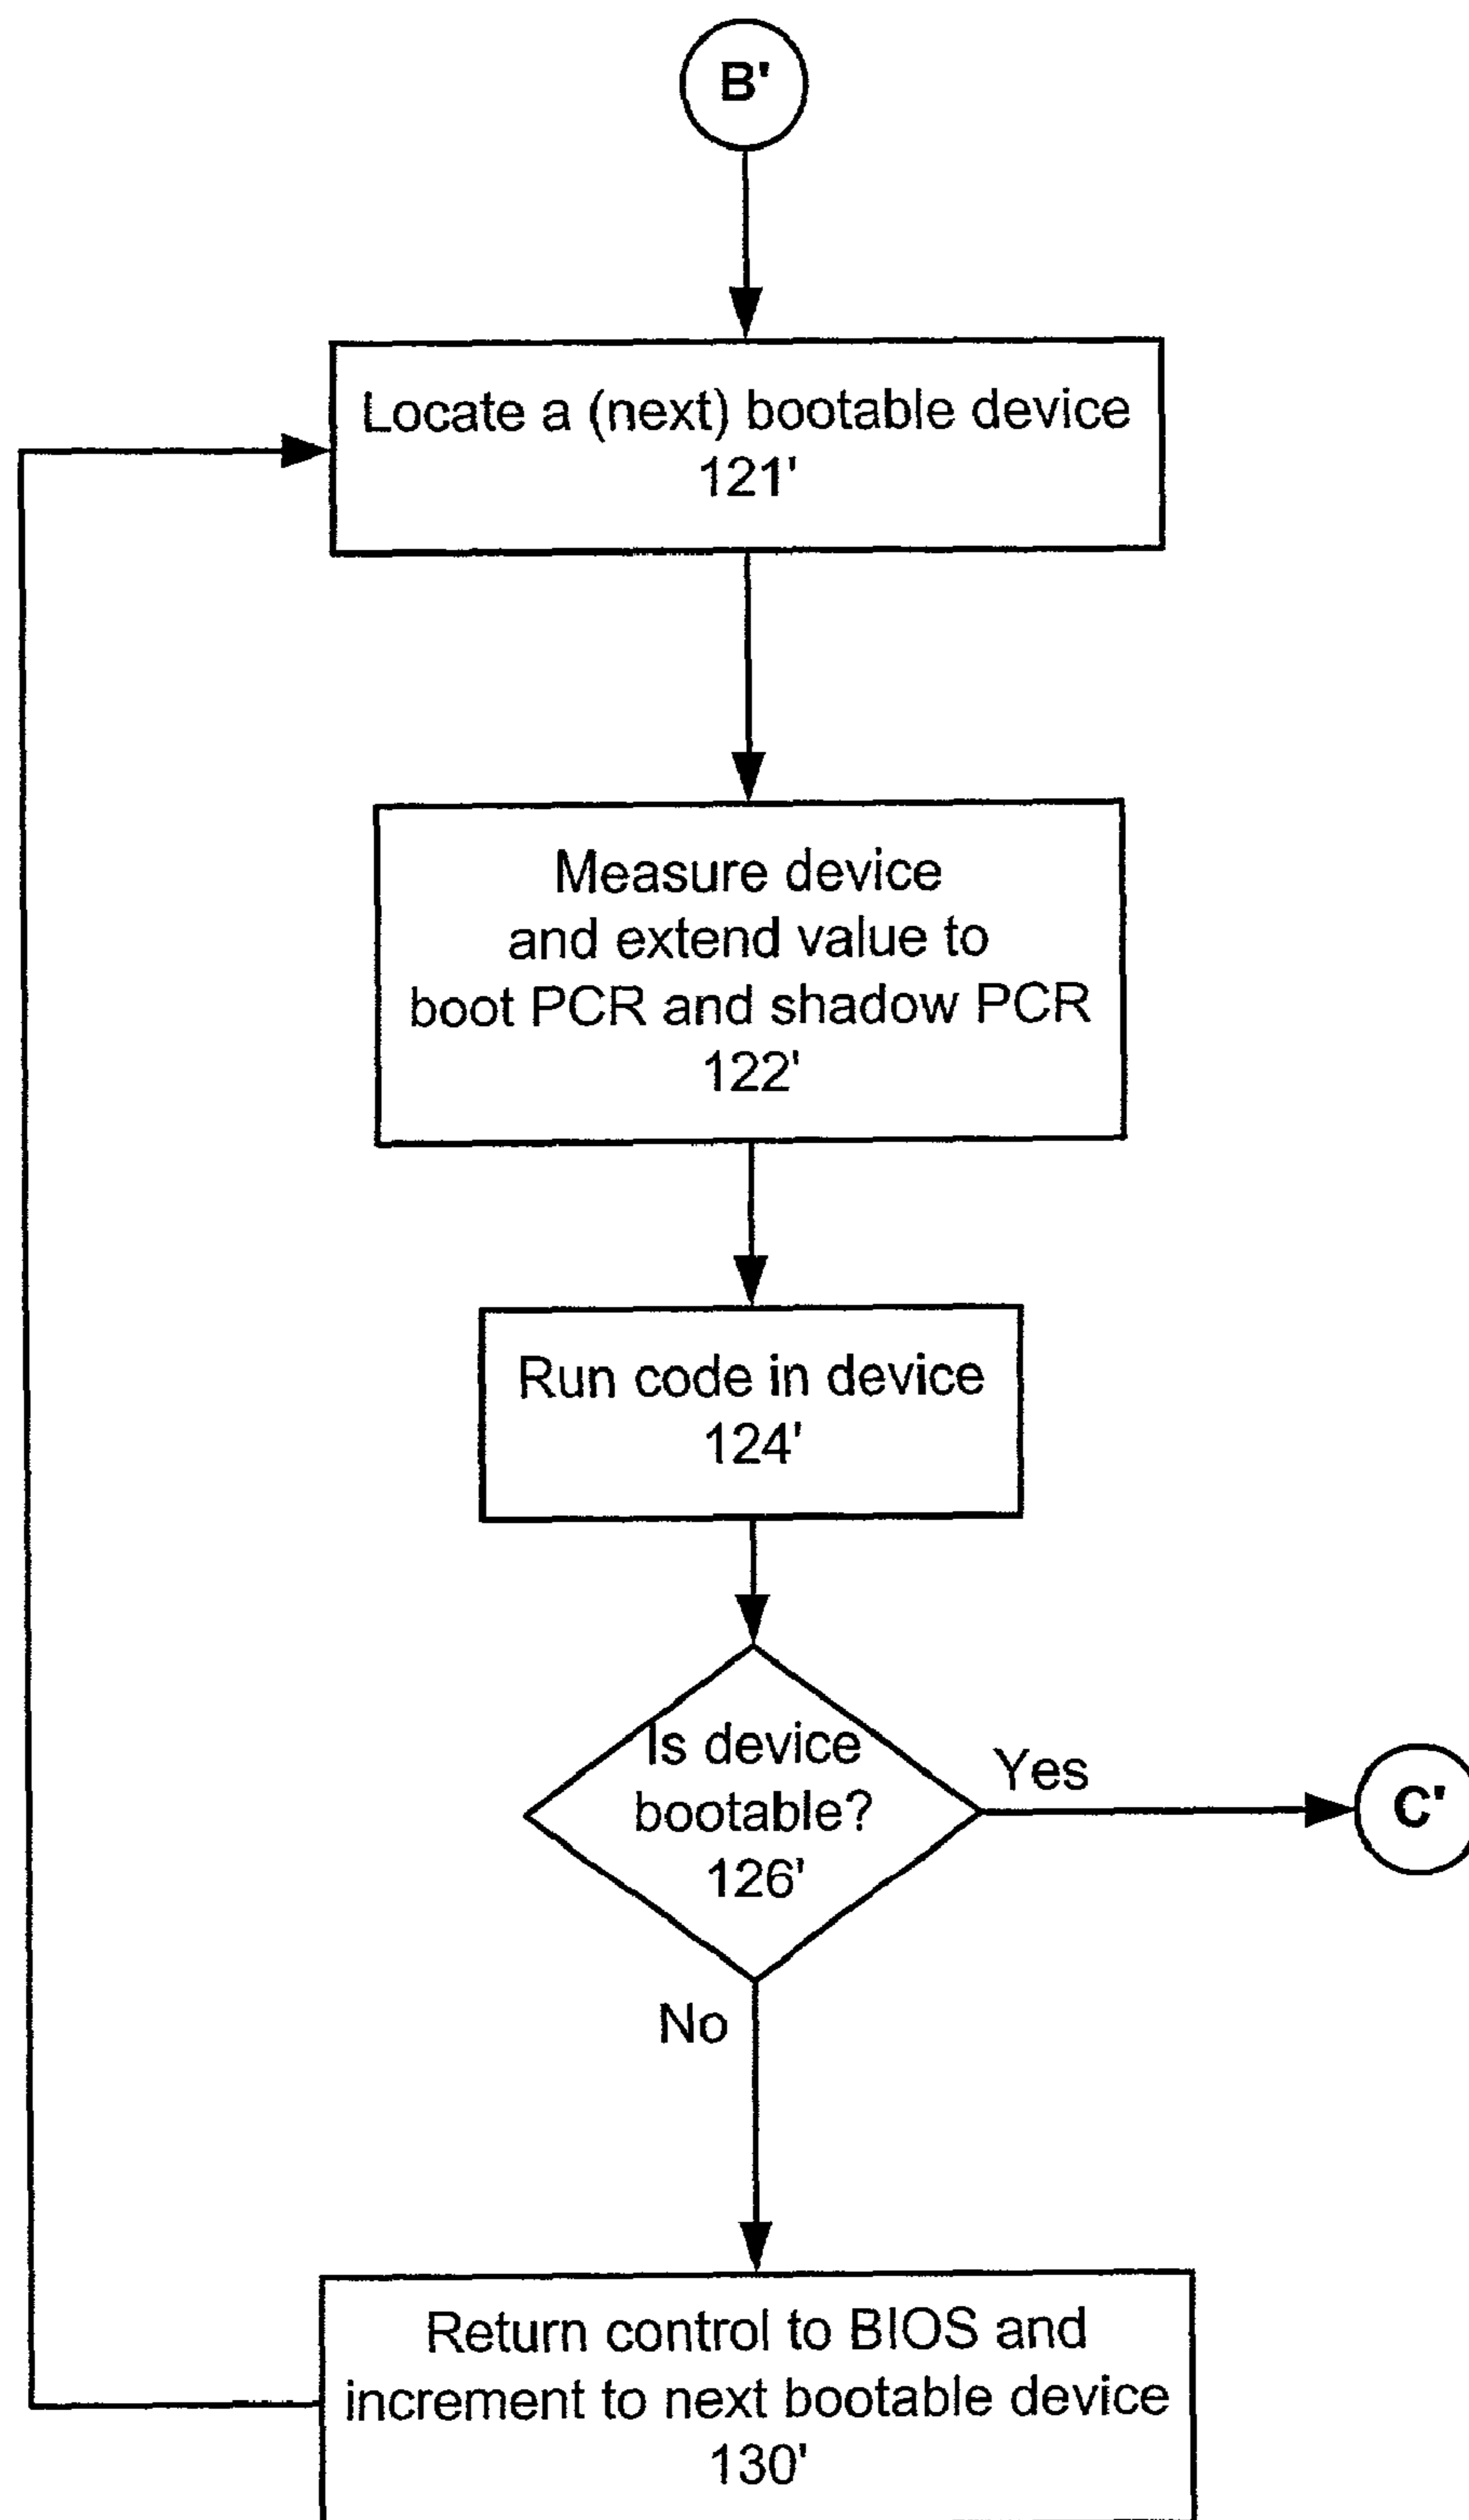 B'
Locate a (next) bootable device
121'
Measure device
and extend value to
boot PCR and shadow PCR
122'
Run code in device
124'
Is device
bootable?
126'
Yes
C'
No
Return control to BIOS and
increment to next bootable device
130'